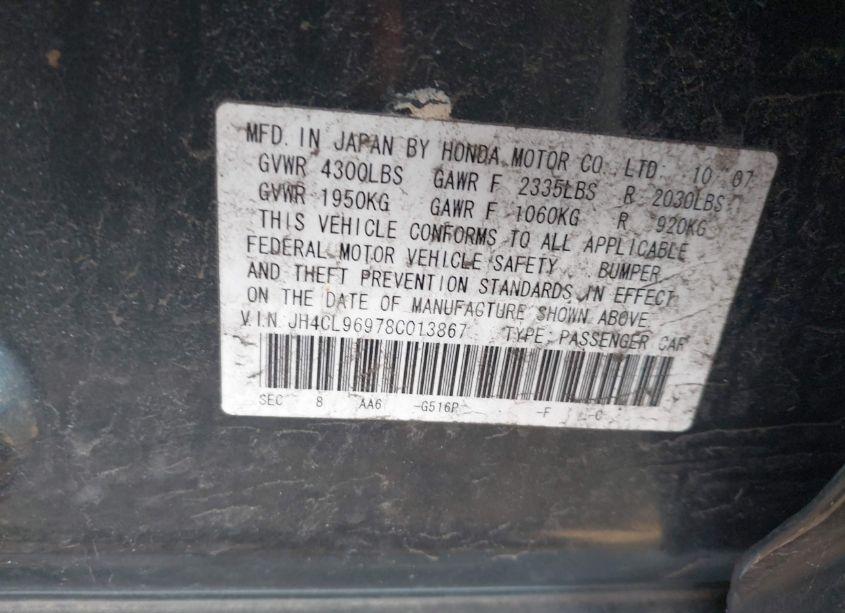 MFD. IN JAPAN BY HONDA MOTOR CO., LTD. 10 07
GVWR 4300LBS GAWR F 2335LBS R 2030LBS
GVWR 1950KG GAWR F 1060KG R 920KG
THIS VEHICLE CONFORMS TO ALL APPLICABLE
FEDERAL MOTOR VEHICLE SAFETY, BUMPER,
AND THEFT PREVENTION STANDARDS IN EFFECT
ON THE DATE OF MANUFACTURE SHOWN ABOVE.
V.I.N. JH4CL96978C013867 TYPE: PASSENGER CAR
SEC 8 AA6 -G516P -F -C